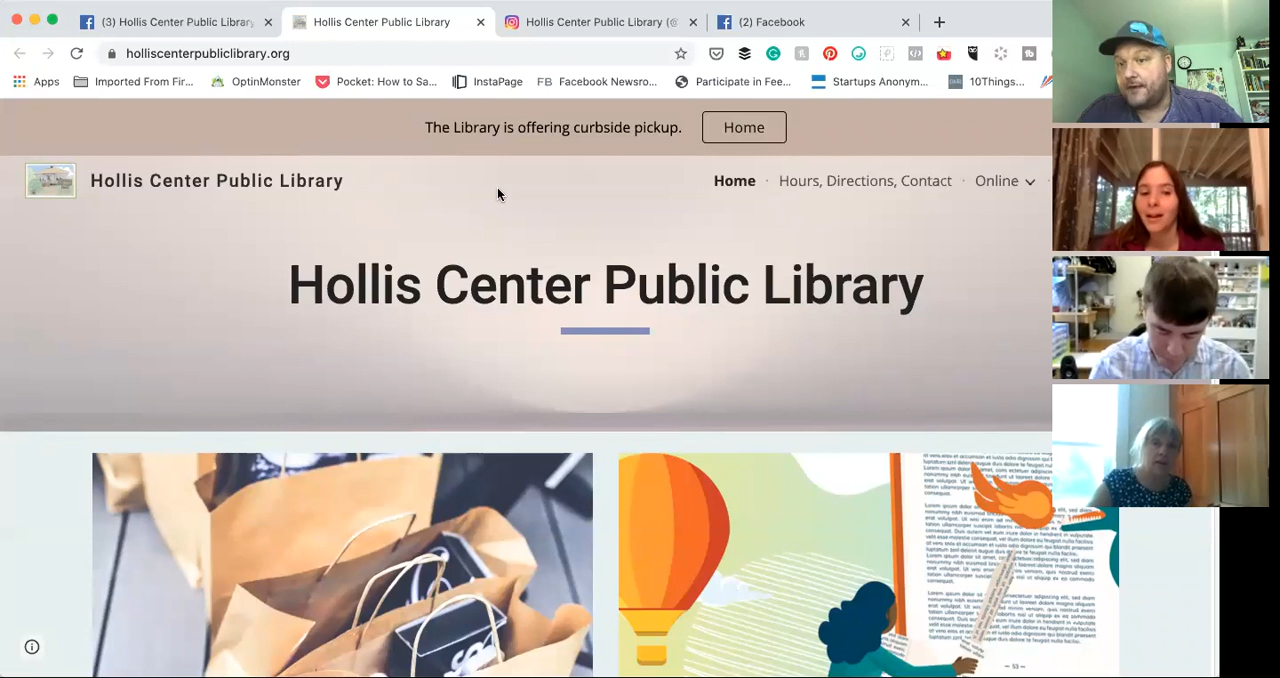 (3) Hollis Center Public Library
Hollis Center Public Library
Hollis Center Public Library (@
(2) Facebook
holliscenterpubliclibrary.org
Apps
Imported From Fir...
OptinMonster
Pocket: How to Sa...
InstaPage
FB Facebook Newsro...
Participate in Fee...
Startups Anonym...
10Things...
The Library is offering curbside pickup.
Home
Hollis Center Public Library
Home · Hours, Directions, Contact · Online
Hollis Center Public Library